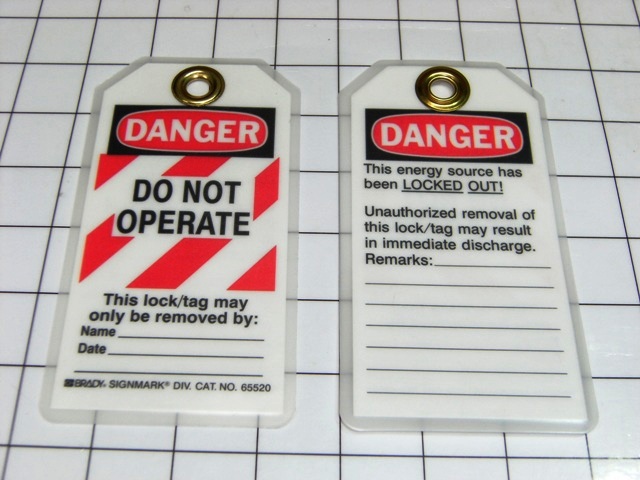 DANGER
DO NOT
OPERATE
This lock/tag may
only be removed by:
Name
Date
BRADY SIGNMARK® DIV. CAT. NO. 65520
DANGER
This energy source has
been LOCKED OUT!
Unauthorized removal of
this lock/tag may result
in immediate discharge.
Remarks: